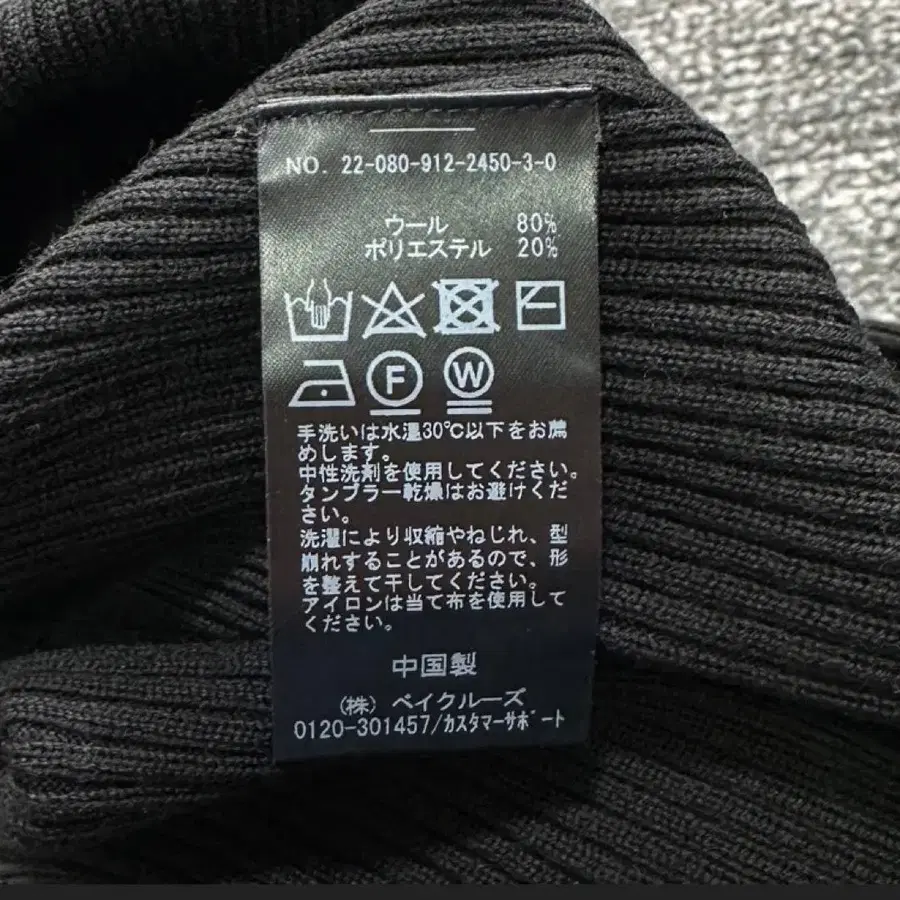 NO. 22-080-912-2450-3-0
ウール 80%
ポリエステル 20%
F W
手洗いは水温30℃以下をお薦
めします。
中性洗剤を使用してください。
タンブラー乾燥はお避けくだ
さい。
洗濯により収縮やねじれ、型
崩れすることがあるので、形
を整えて干してください。
アイロンは当て布を使用して
ください。
中国製
(株) ベイクルーズ
0120-301457/カスタマーサポート